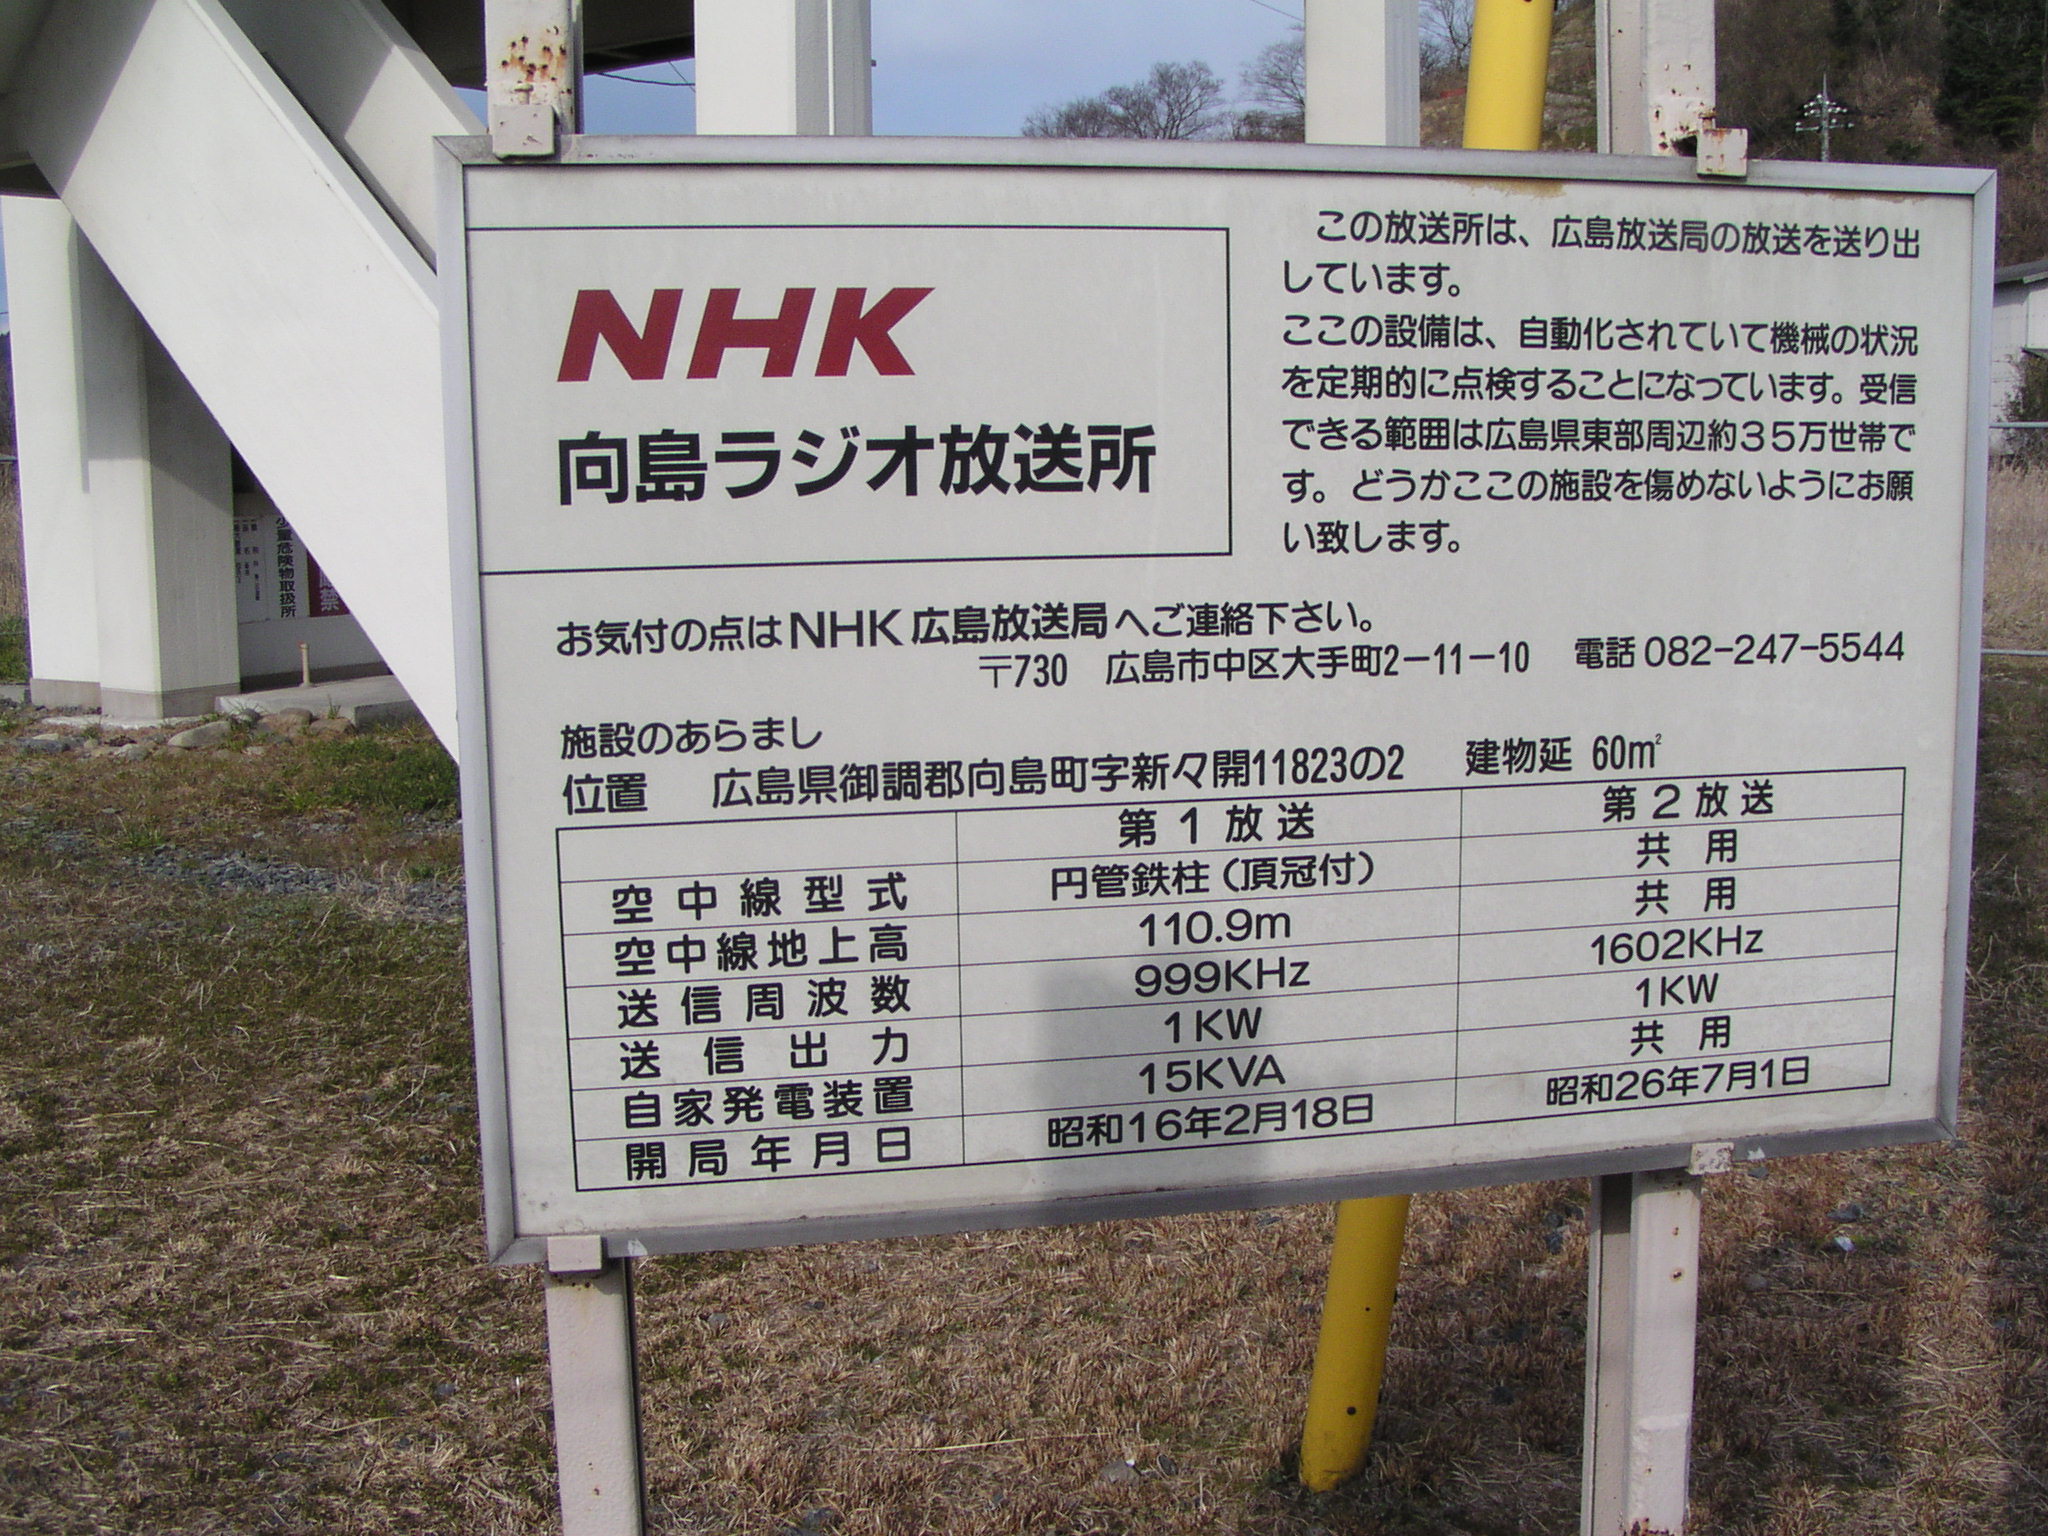 NHK
向島ラジオ放送所
この放送所は、広島放送局の放送を送り出
しています。
ここの設備は、自動化されていて機械の状況
を定期的に点検することになっています。受信
できる範囲は広島県東部周辺約35万世帯で
す。どうかここの施設を傷めないようにお願
い致します。
お気付の点はNHK広島放送局へご連絡下さい。
〒730 広島市中区大手町2-11-10 電話 082-247-5544
施設のあらまし
位置 広島県御調郡向島町字新々開11823の2 建物延 60m²
第1放送 第2放送
空中線型式 円管鉄柱(頂冠付) 共用
空中線地上高 110.9m 共用
送信周波数 999KHz 1602KHz
送信出力 1KW 1KW
自家発電装置 15KVA 共用
開局年月日 昭和16年2月18日 昭和26年7月1日
少量危険物取扱所